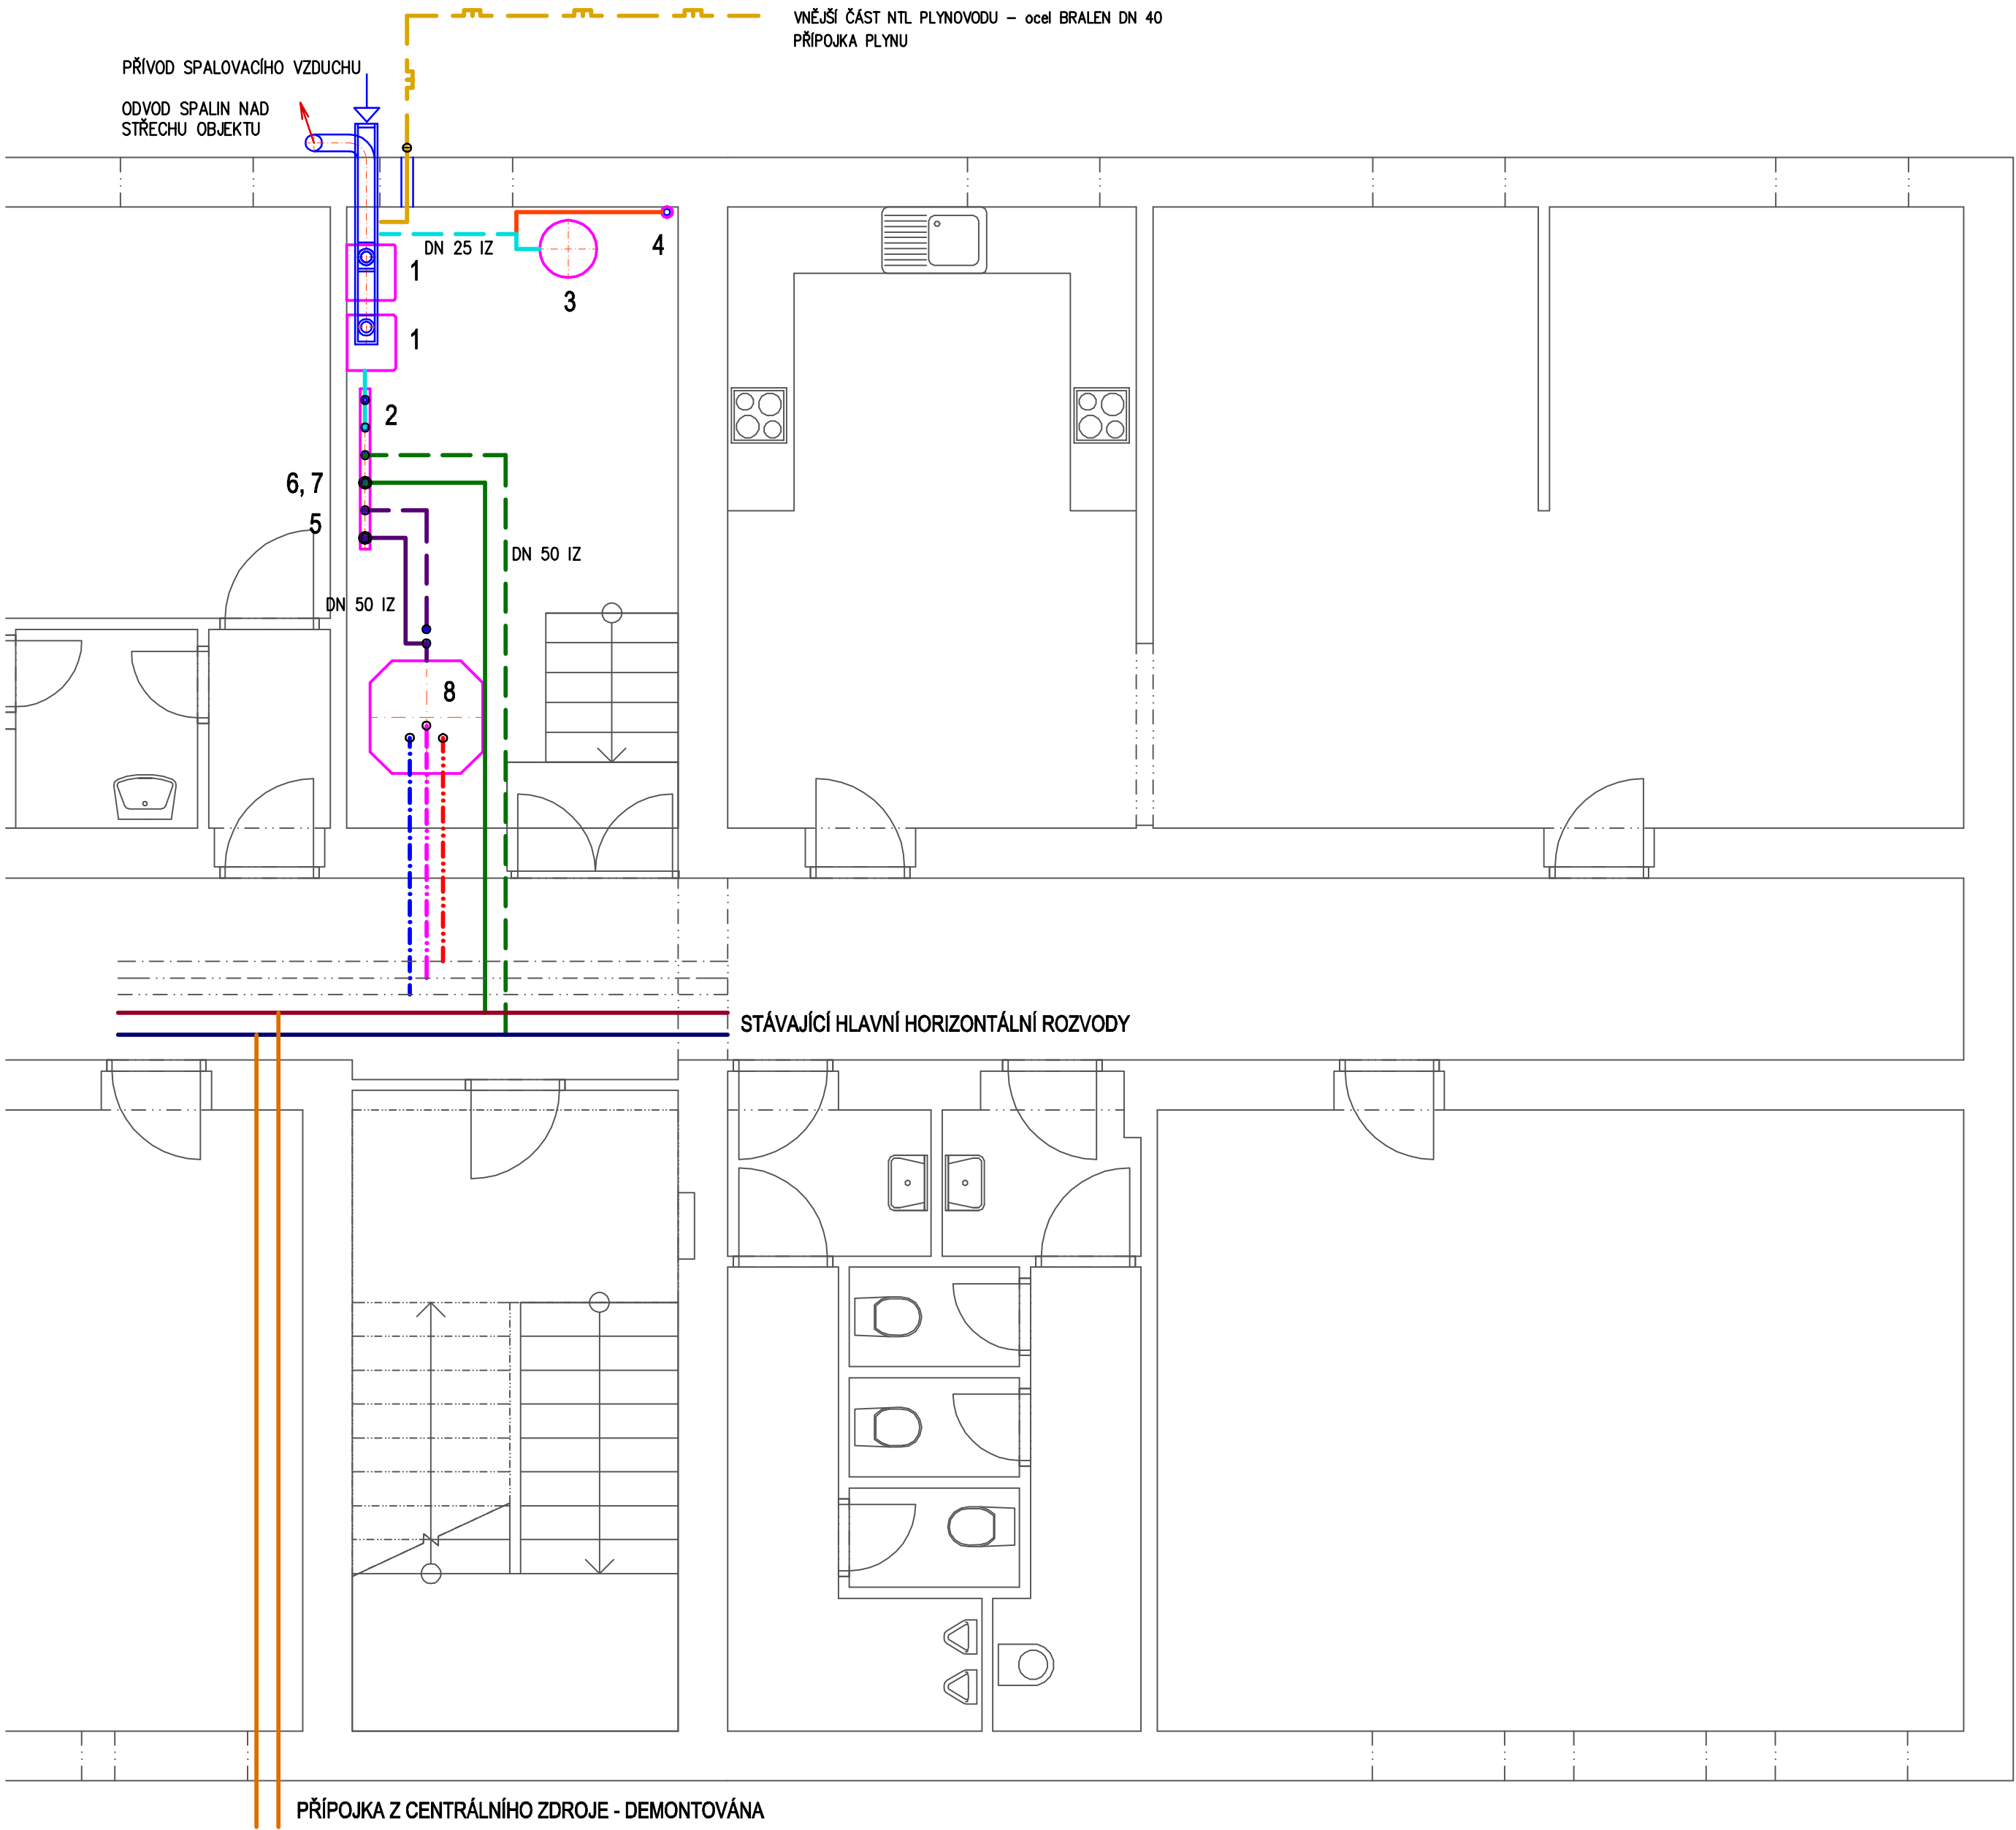 VNĚJŠÍ ČÁST NTL PLYNOVODU – ocel BRALEN DN 40
PŘÍPOJKA PLYNU
PŘÍVOD SPALOVACÍHO VZDUCHU
ODVOD SPALIN NAD
STŘECHU OBJEKTU
DN 25 IZ
4
1
3
1
2
6, 7
5
DN 50 IZ
DN 50 IZ
8
STÁVAJÍCÍ HLAVNÍ HORIZONTÁLNÍ ROZVODY
PŘÍPOJKA Z CENTRÁLNÍHO ZDROJE - DEMONTOVÁNA